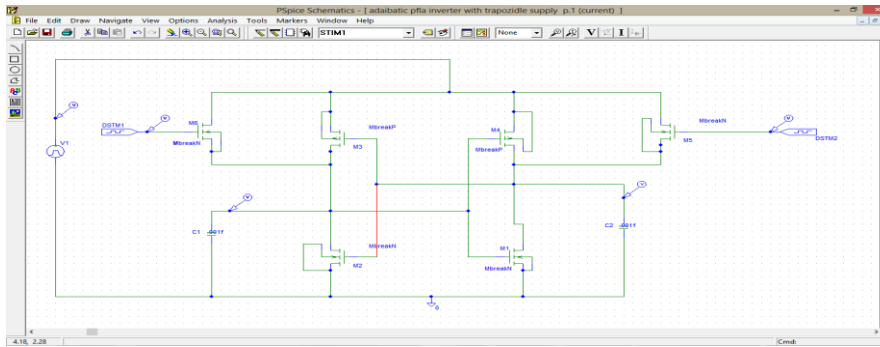 PSpice Schematics - [ adaibatic pfla inverter with trapozidle supply p.1 (current) ]
File Edit Draw Navigate View Options Analysis Tools Markers Window Help
STIM1
None
V
I
DSTM1
M6
MbreakN
MbreakP
M3
M4
MbreakP
MbreakN
M5
DSTM2
V1
C1
.001f
C2
.001f
MbreakN
M2
M1
MbreakN
0
4.18, 2.28
Cmd: